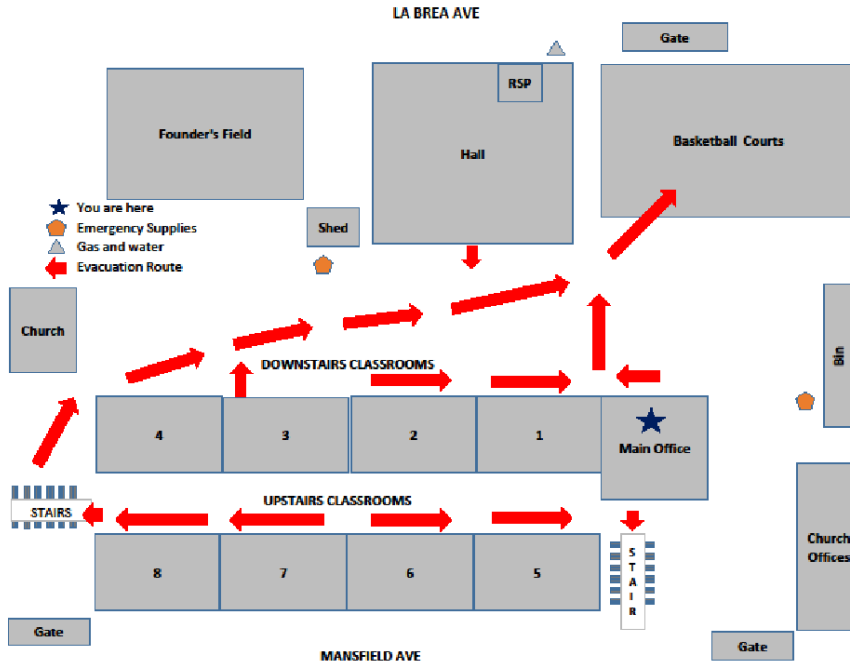 LA BREA AVE
Gate
RSP
Founder's Field
Hall
Basketball Courts
You are here
Emergency Supplies
Shed
Gas and water
Evacuation Route
Church
Bin
DOWNSTAIRS CLASSROOMS
4
3
2
1
Main Office
STAIRS
UPSTAIRS CLASSROOMS
STAIR
Church
Offices
8
7
6
5
Gate
Gate
MANSFIELD AVE